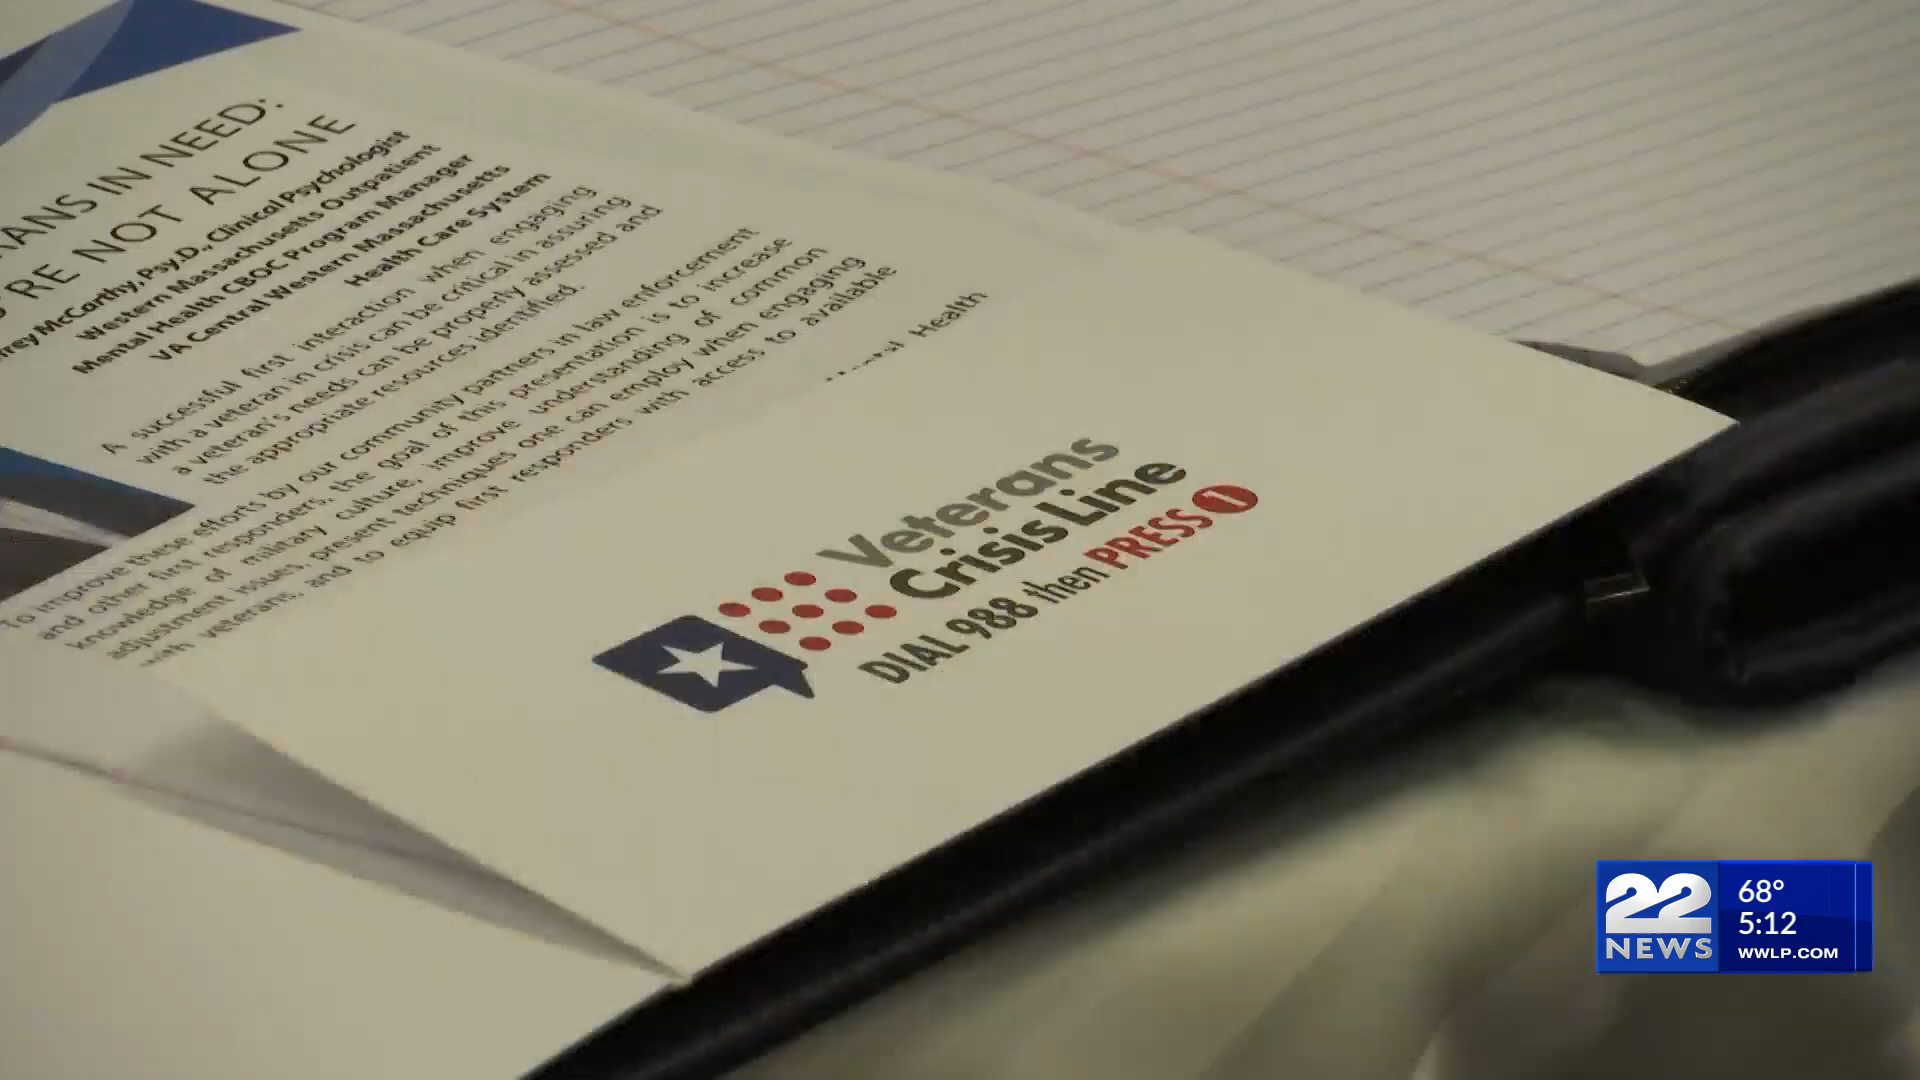 RANS IN NEED:
RE NOT ALONE
rey McCarthy, Psy.D., Clinical Psychologist
Western Massachusetts Outpatient
Mental Health CBOC Program Manager
VA Central Western Massachusetts
Health Care System
A successful first interaction when engaging
with a veteran in crisis can be critical in assuring
a veteran's needs can be properly assessed and
the appropriate resources identified.
To improve these efforts by our community partners in law enforcement
and other first responders, the goal of this presentation is to increase
knowledge of military culture, improve understanding of common
adjustment issues, present techniques one can employ when engaging
with veterans, and to equip first responders with access to available
Health
Veterans
Crisis Line
DIAL 988 then PRESS 1
22
NEWS
68°
5:12
WWLP.COM